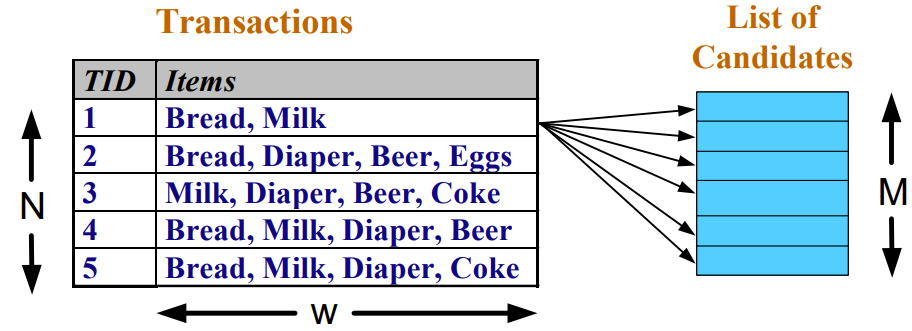 Transactions
List of
Candidates
TID Items
1 Bread, Milk
2 Bread, Diaper, Beer, Eggs
3 Milk, Diaper, Beer, Coke
4 Bread, Milk, Diaper, Beer
5 Bread, Milk, Diaper, Coke
N
M
w